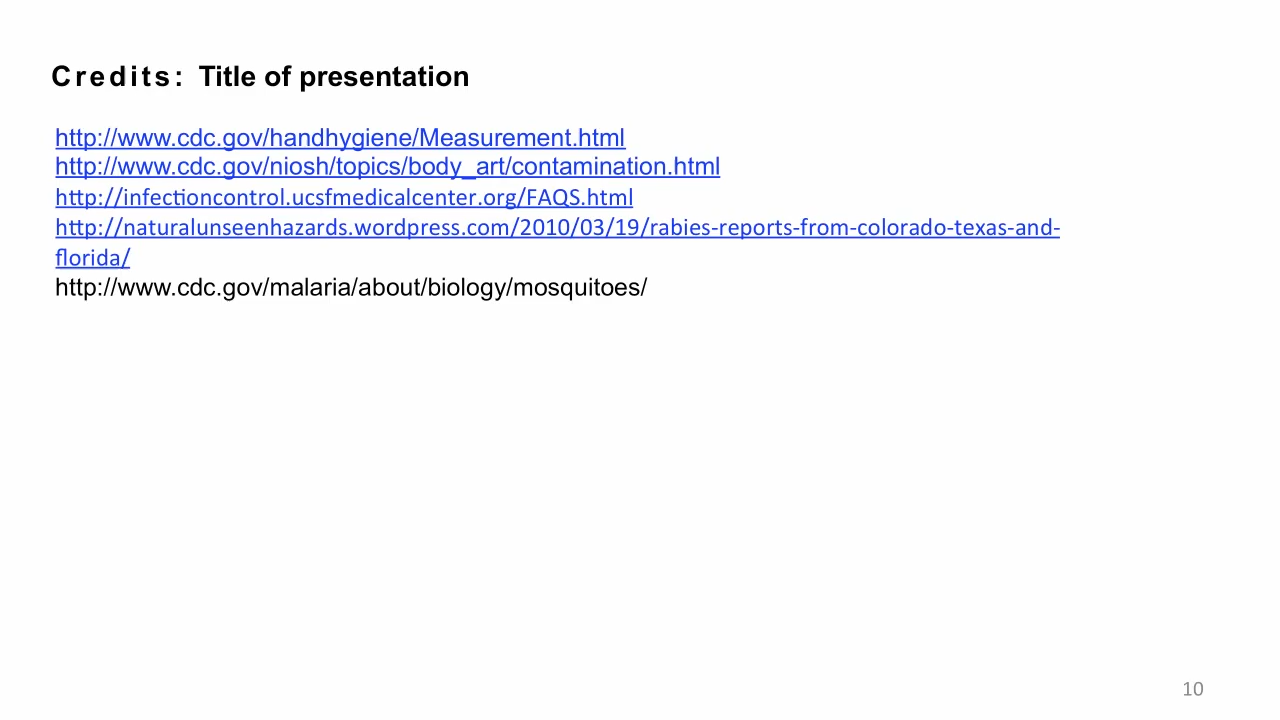 Credits: Title of presentation
http://www.cdc.gov/handhygiene/Measurement.html
http://www.cdc.gov/niosh/topics/body_art/contamination.html
http://infectioncontrol.ucsfmedicalcenter.org/FAQS.html
http://naturalunseenhazards.wordpress.com/2010/03/19/rabies-reports-from-colorado-texas-and-
florida/
http://www.cdc.gov/malaria/about/biology/mosquitoes/
10